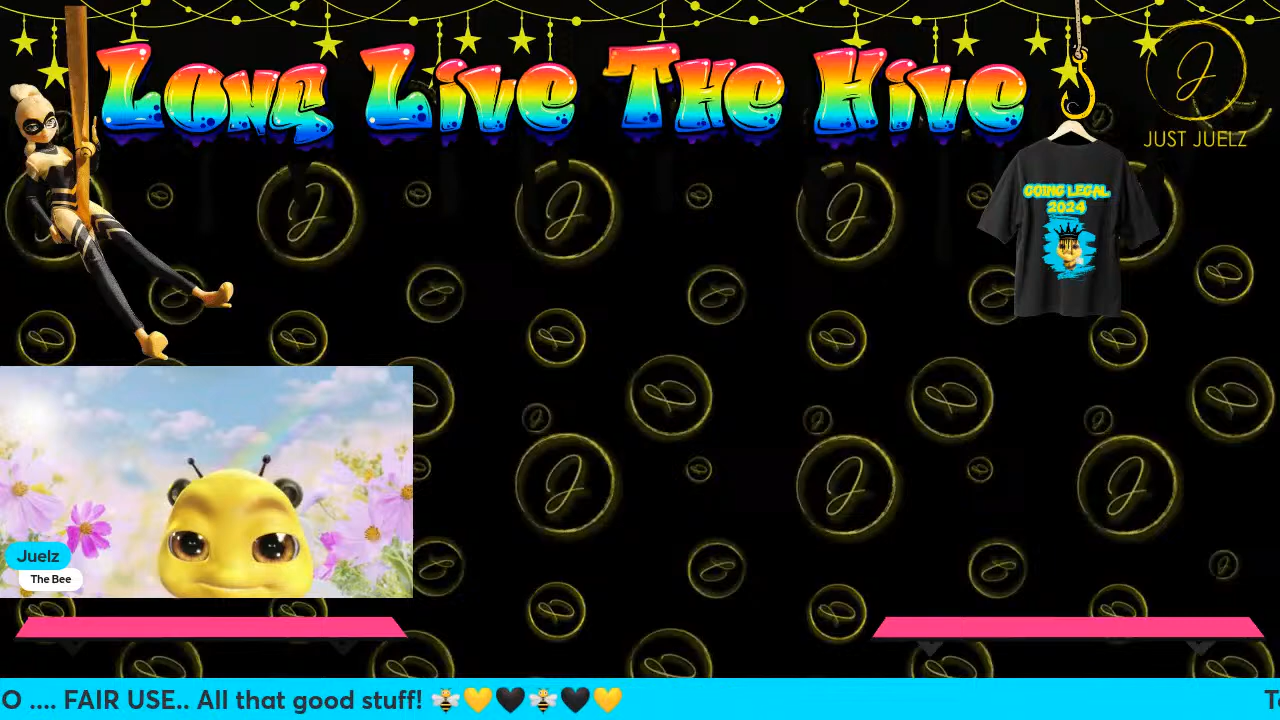 Long Live The Hive
J
JUST JUELZ
GOING LEGAL
2024
Juelz
The Bee
O .... FAIR USE.. All that good stuff! 🐝💛🖤🐝🖤💛